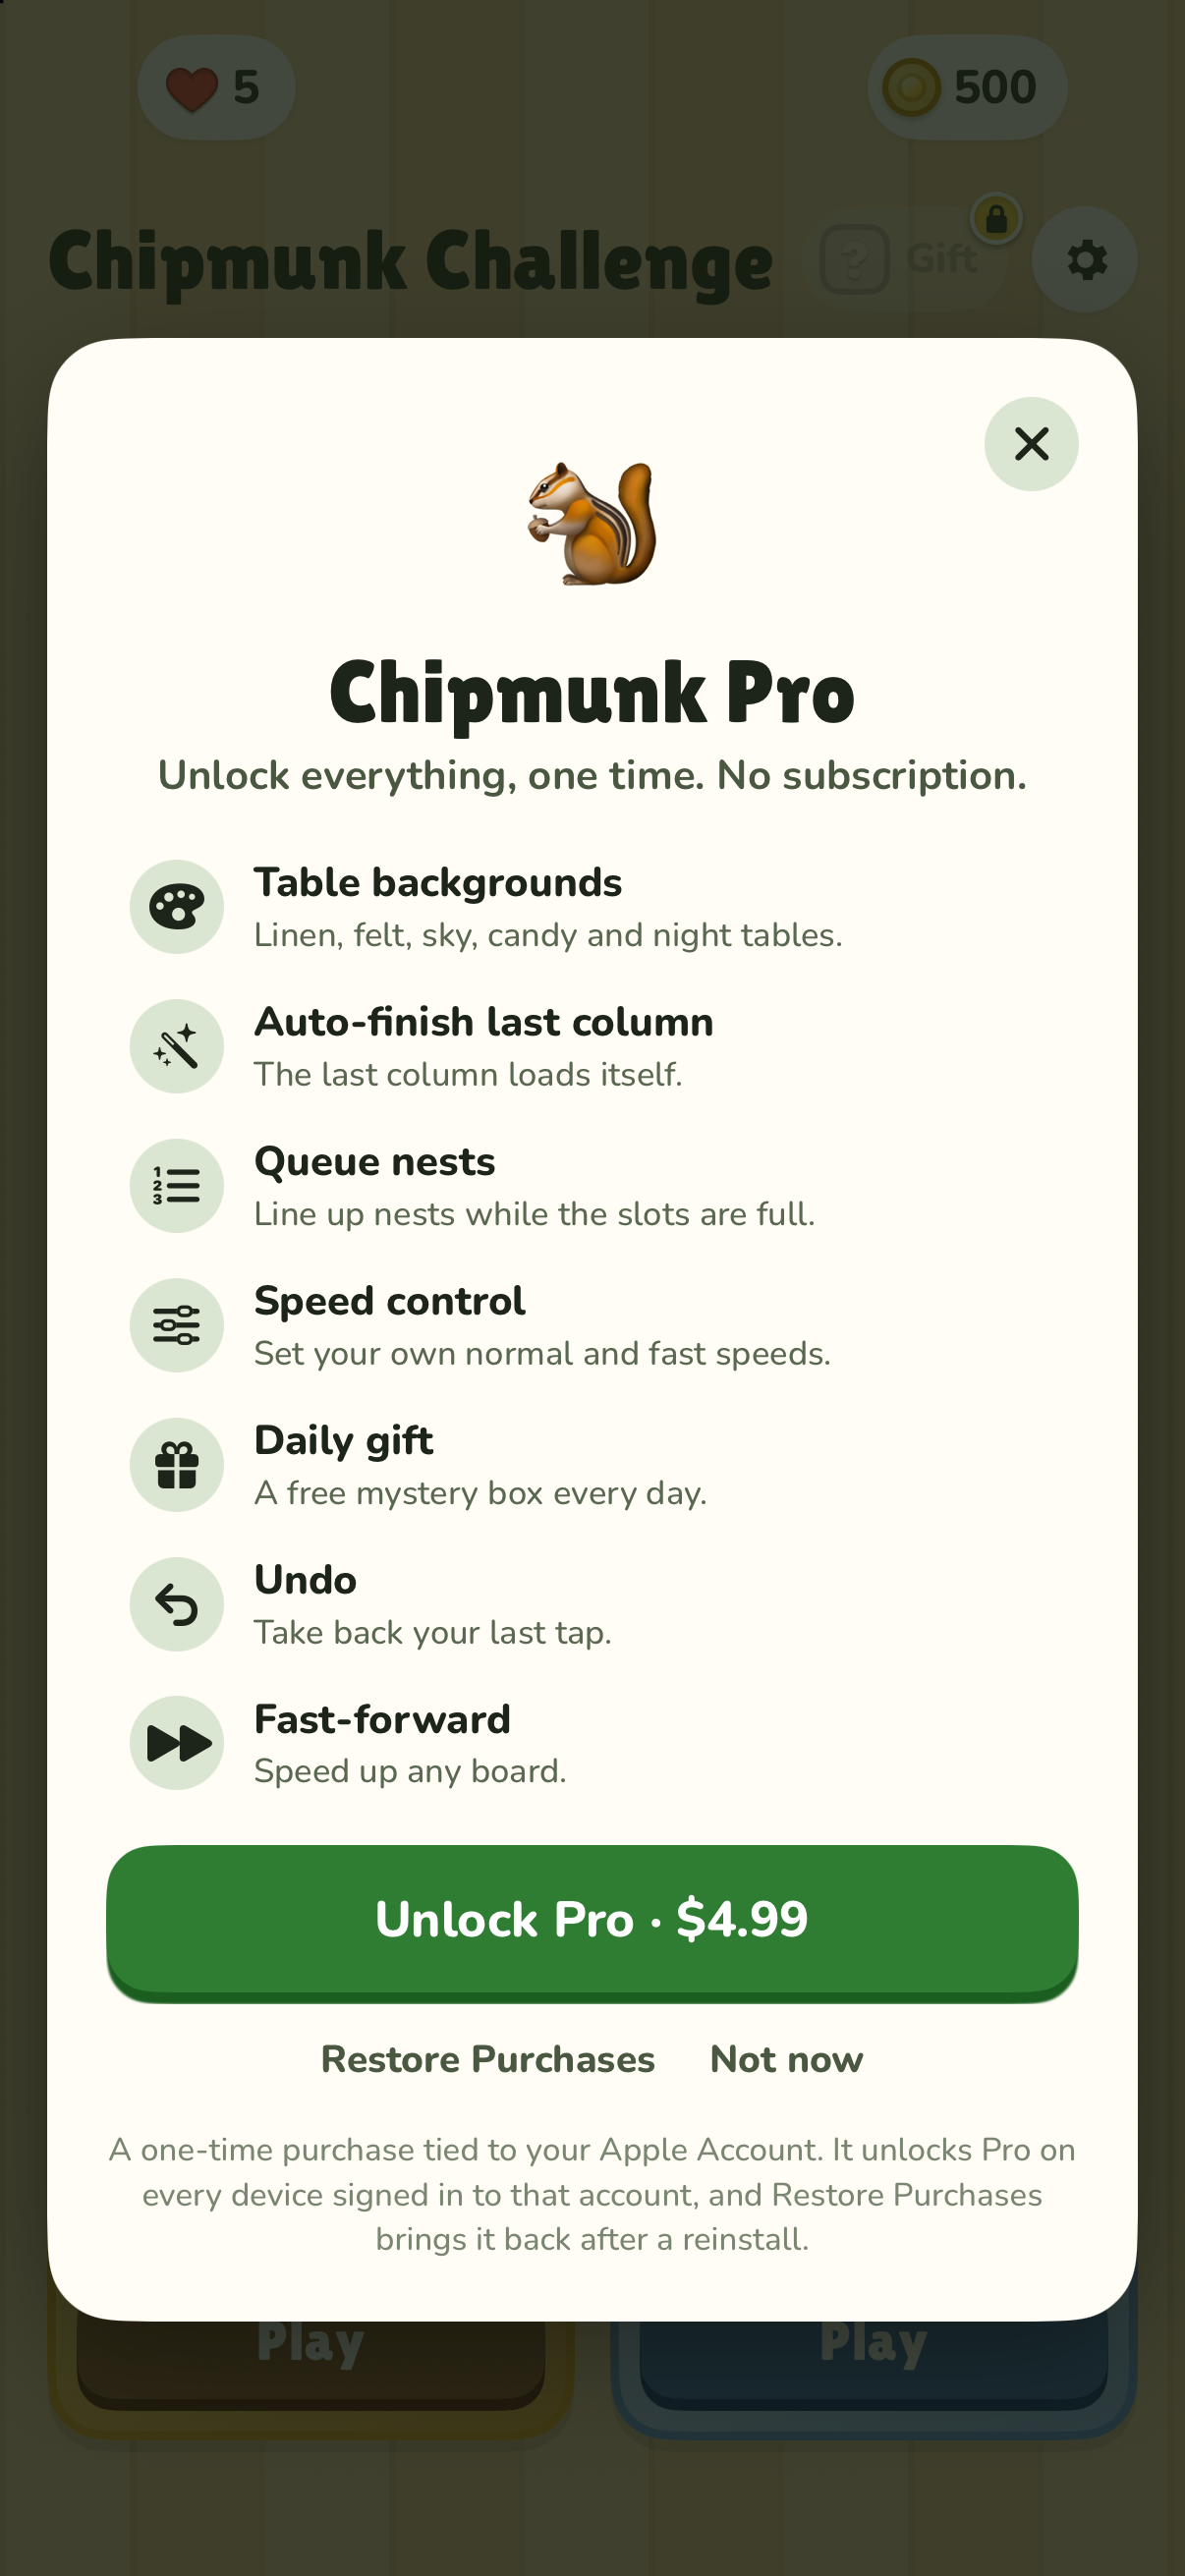 5
500
Chipmunk Challenge
? Gift
Chipmunk Pro
Unlock everything, one time. No subscription.
Table backgrounds
Linen, felt, sky, candy and night tables.
Auto-finish last column
The last column loads itself.
1
2
3
Queue nests
Line up nests while the slots are full.
Speed control
Set your own normal and fast speeds.
Daily gift
A free mystery box every day.
Undo
Take back your last tap.
Fast-forward
Speed up any board.
Unlock Pro · $4.99
Restore Purchases Not now
A one-time purchase tied to your Apple Account. It unlocks Pro on
every device signed in to that account, and Restore Purchases
brings it back after a reinstall.
Play Play